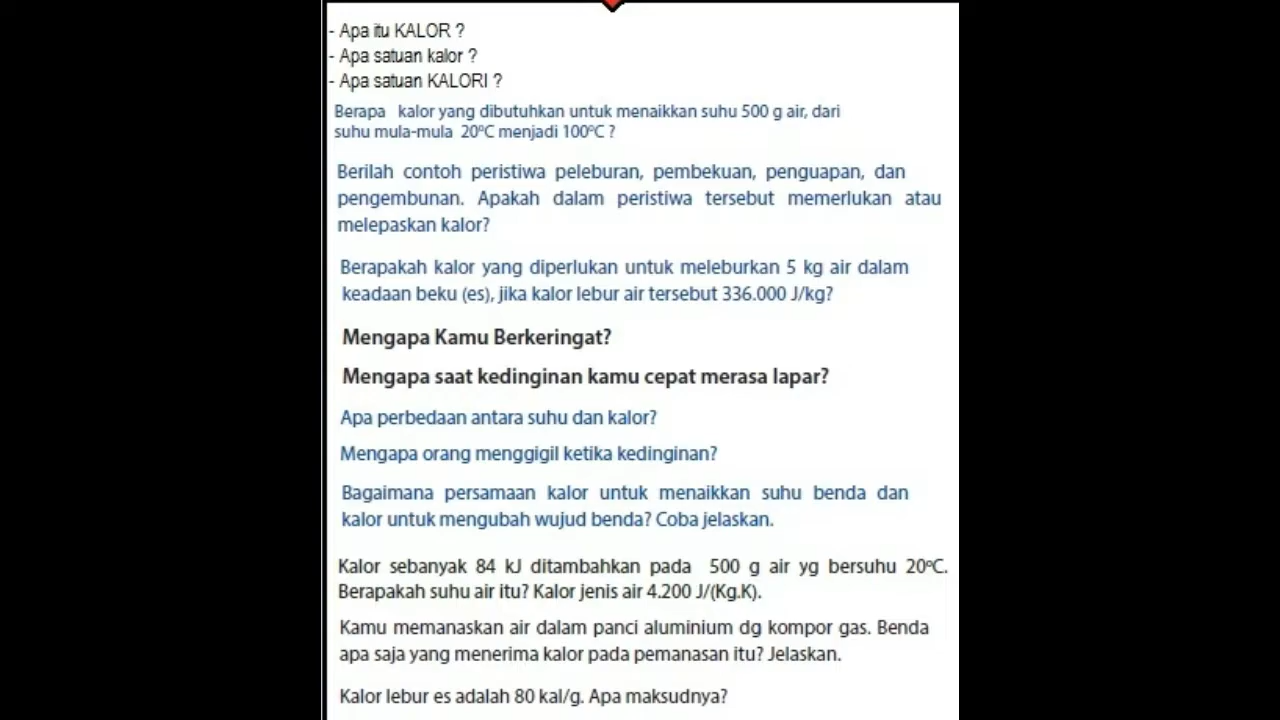 - Apa itu KALOR ?
- Apa satuan kalor ?
- Apa satuan KALORI ?
Berapa kalor yang dibutuhkan untuk menaikkan suhu 500 g air, dari
suhu mula-mula 20°C menjadi 100°C ?
Berilah contoh peristiwa peleburan, pembekuan, penguapan, dan
pengembunan. Apakah dalam peristiwa tersebut memerlukan atau
melepaskan kalor?
Berapakah kalor yang diperlukan untuk meleburkan 5 kg air dalam
keadaan beku (es), jika kalor lebur air tersebut 336.000 J/kg?
Mengapa Kamu Berkeringat?
Mengapa saat kedinginan kamu cepat merasa lapar?
Apa perbedaan antara suhu dan kalor?
Mengapa orang menggigil ketika kedinginan?
Bagaimana persamaan kalor untuk menaikkan suhu benda dan
kalor untuk mengubah wujud benda? Coba jelaskan.
Kalor sebanyak 84 kJ ditambahkan pada 500 g air yg bersuhu 20°C.
Berapakah suhu air itu? Kalor jenis air 4.200 J/(Kg.K).
Kamu memanaskan air dalam panci aluminium dg kompor gas. Benda
apa saja yang menerima kalor pada pemanasan itu? Jelaskan.
Kalor lebur es adalah 80 kal/g. Apa maksudnya?